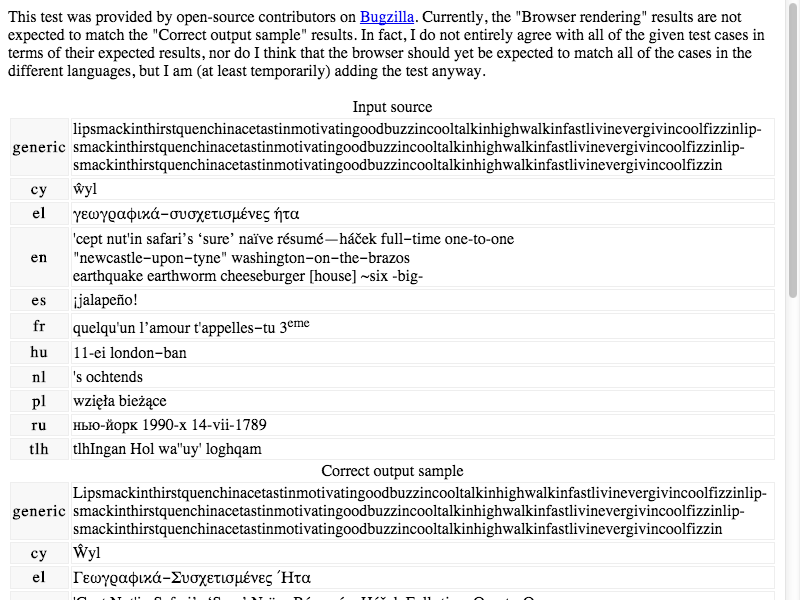 This test was provided by open-source contributors on Bugzilla. Currently, the "Browser rendering" results are not
expected to match the "Correct output sample" results. In fact, I do not entirely agree with all of the given test cases in
terms of their expected results, nor do I think that the browser should yet be expected to match all of the cases in the
different languages, but I am (at least temporarily) adding the test anyway.
Input source
lipsmackinthirstquenchinacetastinmotivatingoodbuzzincooltalkinhighwalkinfastlivinevergivincoolfizzinlip-
generic smackinthirstquenchinacetastinmotivatingoodbuzzincooltalkinhighwalkinfastlivinevergivincoolfizzinlip-
smackinthirstquenchinacetastinmotivatingoodbuzzincooltalkinhighwalkinfastlivinevergivincoolfizzin
cy ŵyl
el γεωγραφικά−συσχετισμένες ήτα
'cept nut'in safari’s ‘sure’ naïve résumé—háček full−time one-to-one
en "newcastle−upon−tyne" washington−on−the−brazos
earthquake earthworm cheeseburger [house] ~six -big-
es ¡jalapeño!
fr quelqu'un l’amour t'appelles−tu 3eme
hu 11-ei london−ban
nl 's ochtends
pl wzięła bieżące
ru нью-йорк 1990-х 14-vii-1789
tlh tlhIngan Hol wa''uy' loghqam
Correct output sample
Lipsmackinthirstquenchinacetastinmotivatingoodbuzzincooltalkinhighwalkinfastlivinevergivincoolfizzinlip-
generic smackinthirstquenchinacetastinmotivatingoodbuzzincooltalkinhighwalkinfastlivinevergivincoolfizzinlip-
smackinthirstquenchinacetastinmotivatingoodbuzzincooltalkinhighwalkinfastlivinevergivincoolfizzin
cy Ŵyl
el Γεωγραφικά−Συσχετισμένες Ήτα